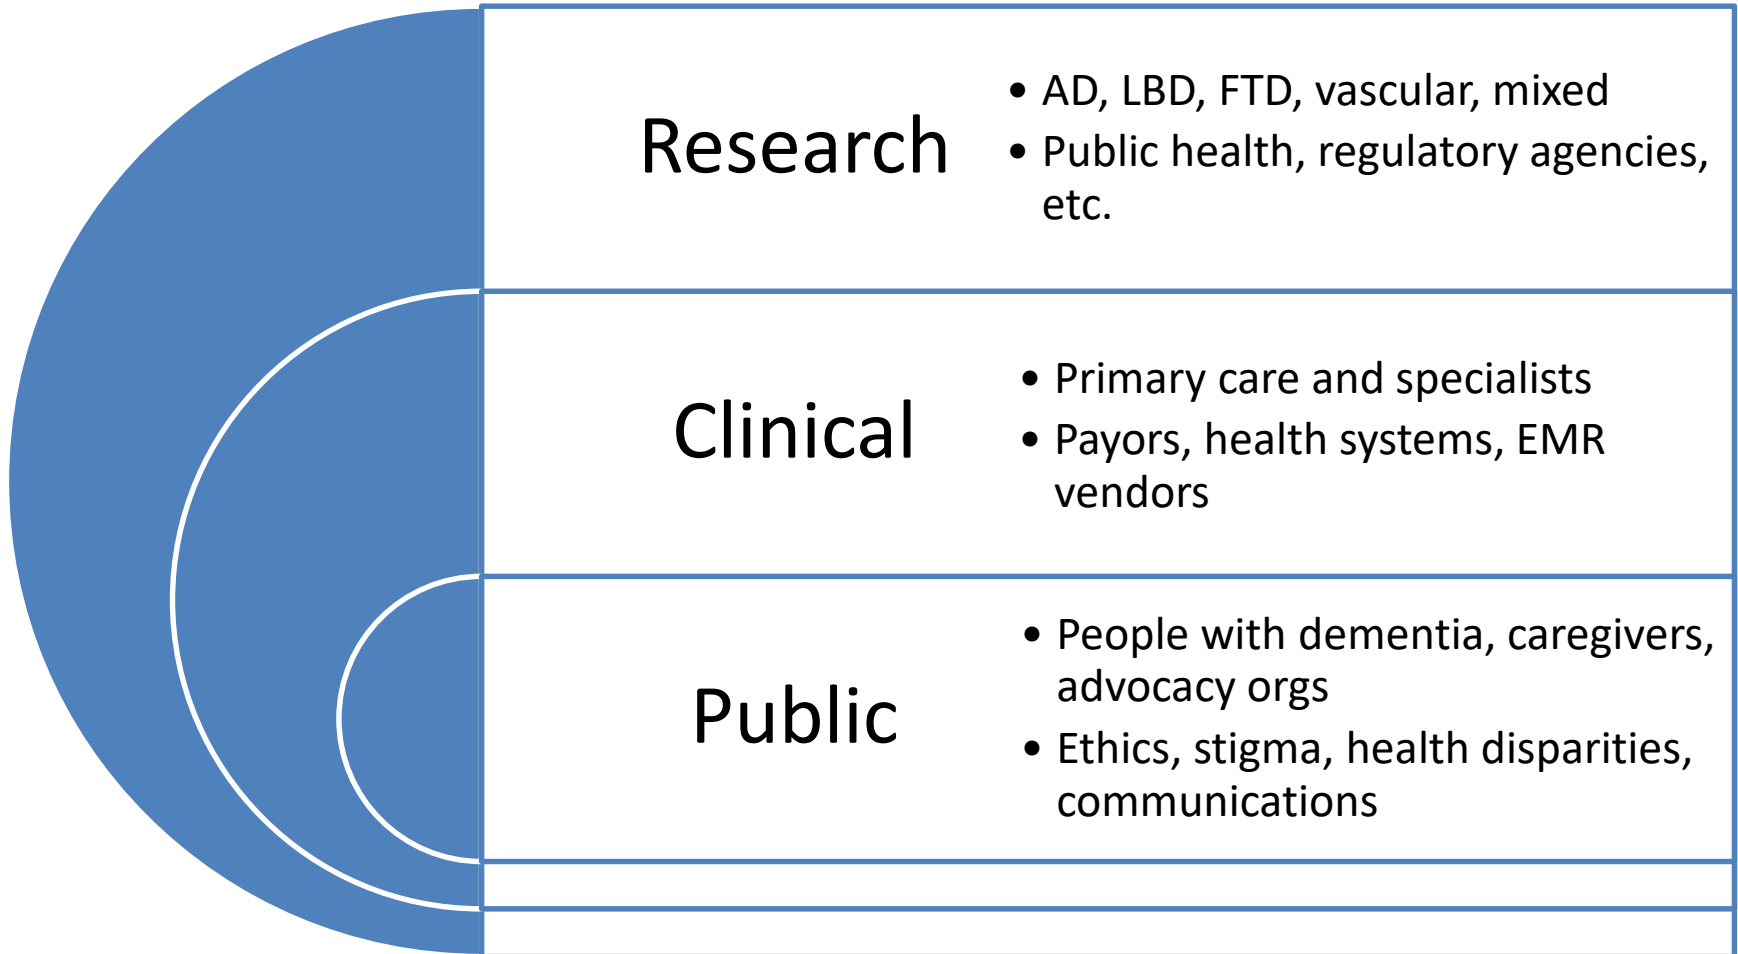 Research
• AD, LBD, FTD, vascular, mixed
• Public health, regulatory agencies,
etc.
Clinical
• Primary care and specialists
• Payors, health systems, EMR
vendors
Public
• People with dementia, caregivers,
advocacy orgs
• Ethics, stigma, health disparities,
communications